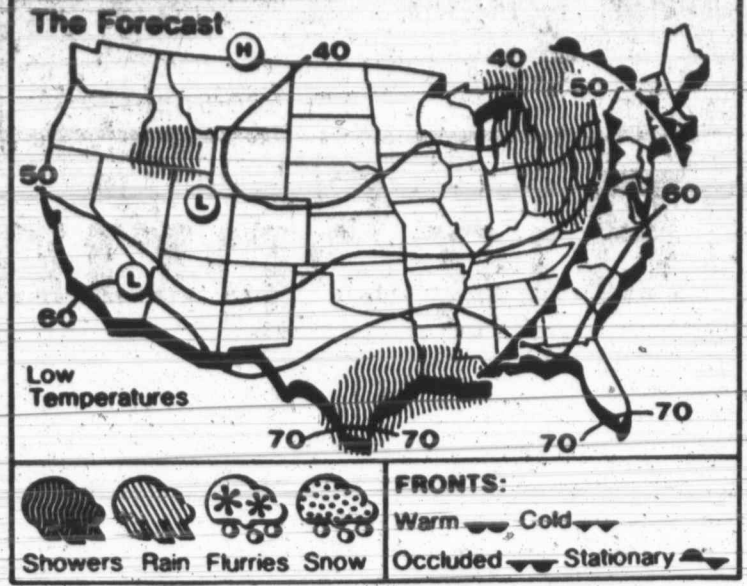 The Forecast
H
40
40
50
50
L
60
L
60
Low
Temperatures
70
70
70
70
FRONTS:
Warm Cold
Showers Rain Flurries Snow
Occluded Stationary